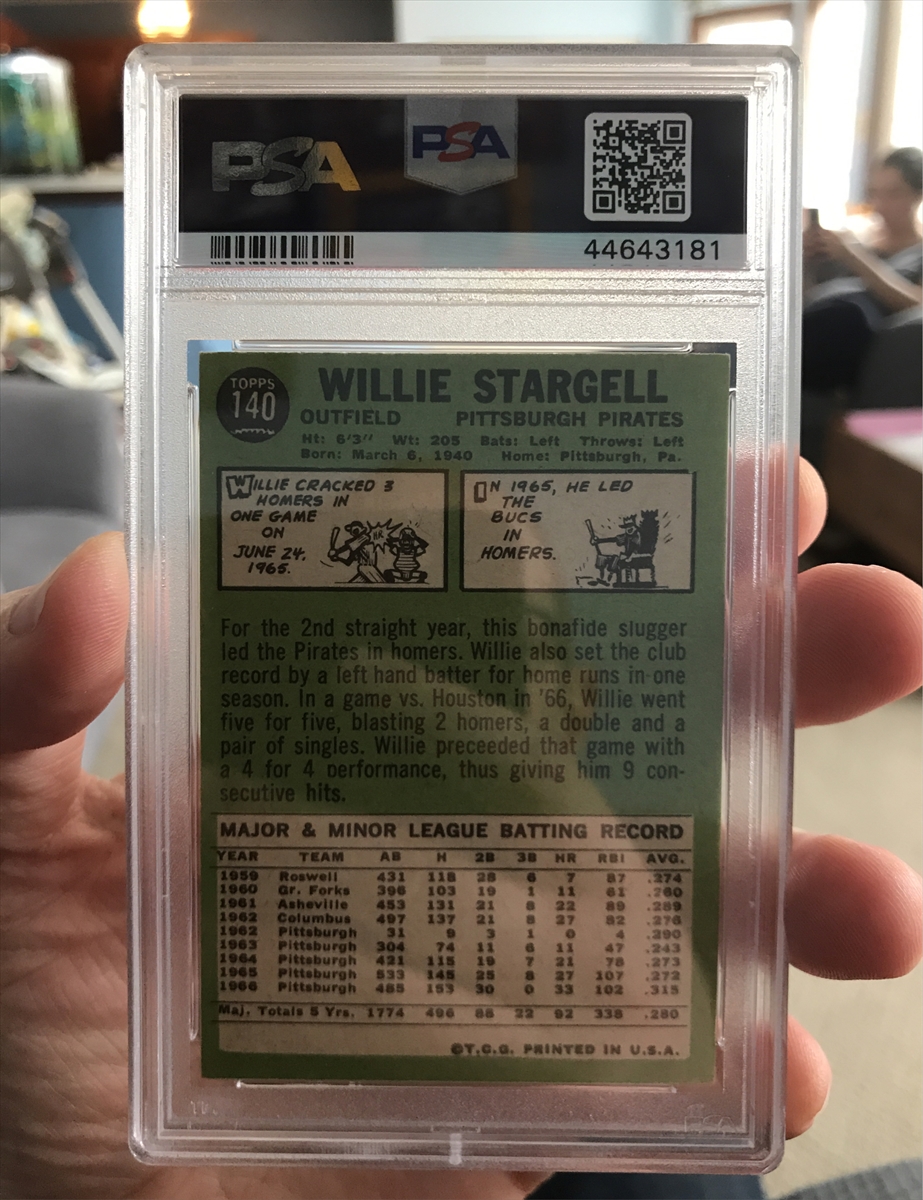 PSA PSA
44643181
TOPPS
140
WILLIE STARGELL
OUTFIELD PITTSBURGH PIRATES
Ht: 6'3" Wt: 205 Bats: Left Throws: Left
Born: March 6, 1940 Home: Pittsburgh, Pa.
WILLIE CRACKED 3
HOMERS IN
ONE GAME
ON
JUNE 24,
1965.
HR
IN 1965, HE LED
THE
BUCS
IN
HOMERS.
For the 2nd straight year, this bonafide slugger
led the Pirates in homers. Willie also set the club
record by a left hand batter for home runs in one
season. In a game vs. Houston in '66, Willie went
five for five, blasting 2 homers, a double and a
pair of singles. Willie preceeded that game with
a 4 for 4 performance, thus giving him 9 con-
secutive hits.
MAJOR & MINOR LEAGUE BATTING RECORD
YEAR TEAM AB H 2B 3B HR RBI AVG.
1959 Roswell 431 118 28 6 7 87 .274
1960 Gr. Forks 396 103 19 1 11 61 .260
1961 Asheville 453 131 21 8 22 89 .289
1962 Columbus 497 137 21 8 27 82 .276
1962 Pittsburgh 31 9 3 1 0 4 .290
1963 Pittsburgh 304 74 11 6 11 47 .243
1964 Pittsburgh 421 115 19 7 21 78 .273
1965 Pittsburgh 533 145 25 8 27 107 .272
1966 Pittsburgh 485 153 30 0 33 102 .315
Maj. Totals 5 Yrs. 1774 496 88 22 92 338 .280
©T.C.G. PRINTED IN U.S.A.